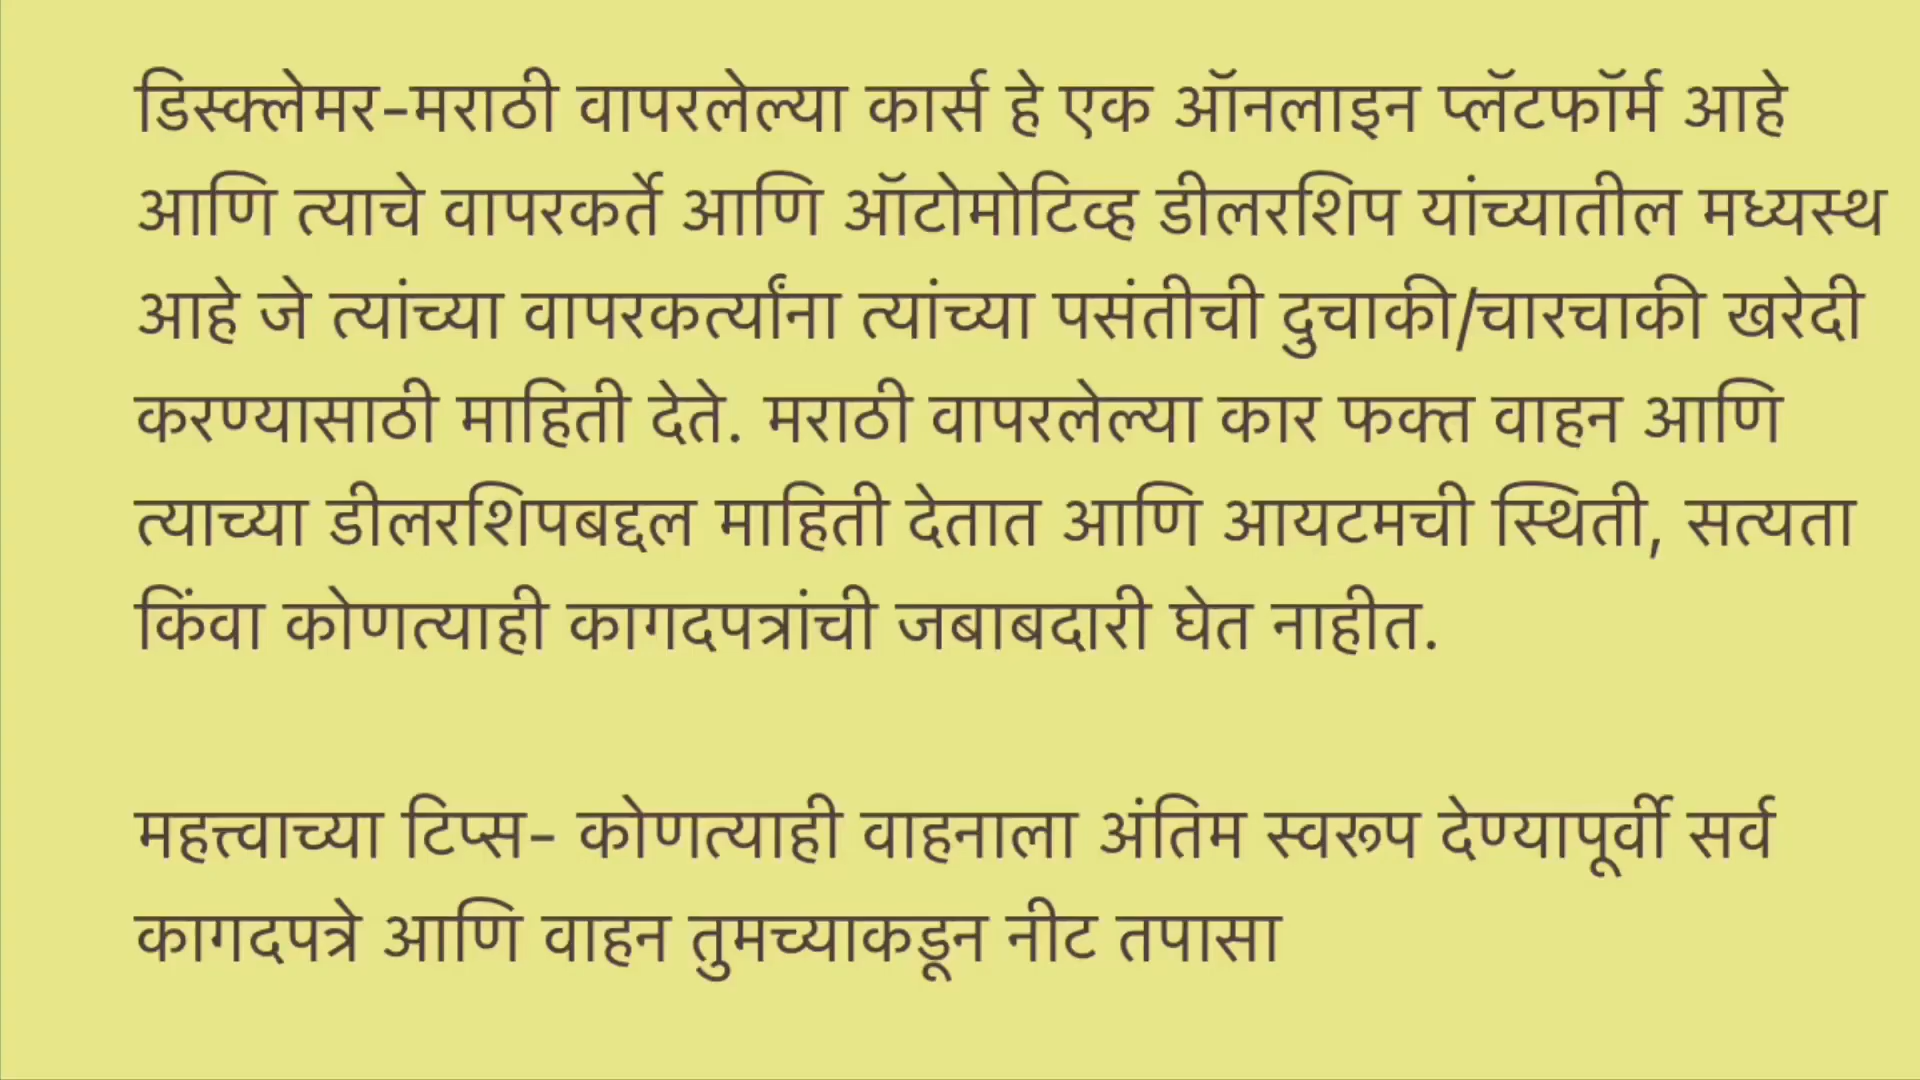 डिस्क्लेमर-मराठी वापरलेल्या कार्स हे एक ऑनलाइन प्लॅटफॉर्म आहे
आणि त्याचे वापरकर्ते आणि ऑटोमोटिव्ह डीलरशिप यांच्यातील मध्यस्थ
आहे जे त्यांच्या वापरकर्त्यांना त्यांच्या पसंतीची दुचाकी/चारचाकी खरेदी
करण्यासाठी माहिती देते. मराठी वापरलेल्या कार फक्त वाहन आणि
त्याच्या डीलरशिपबद्दल माहिती देतात आणि आयटमची स्थिती, सत्यता
किंवा कोणत्याही कागदपत्रांची जबाबदारी घेत नाहीत.
महत्त्वाच्या टिप्स- कोणत्याही वाहनाला अंतिम स्वरूप देण्यापूर्वी सर्व
कागदपत्रे आणि वाहन तुमच्याकडून नीट तपासा